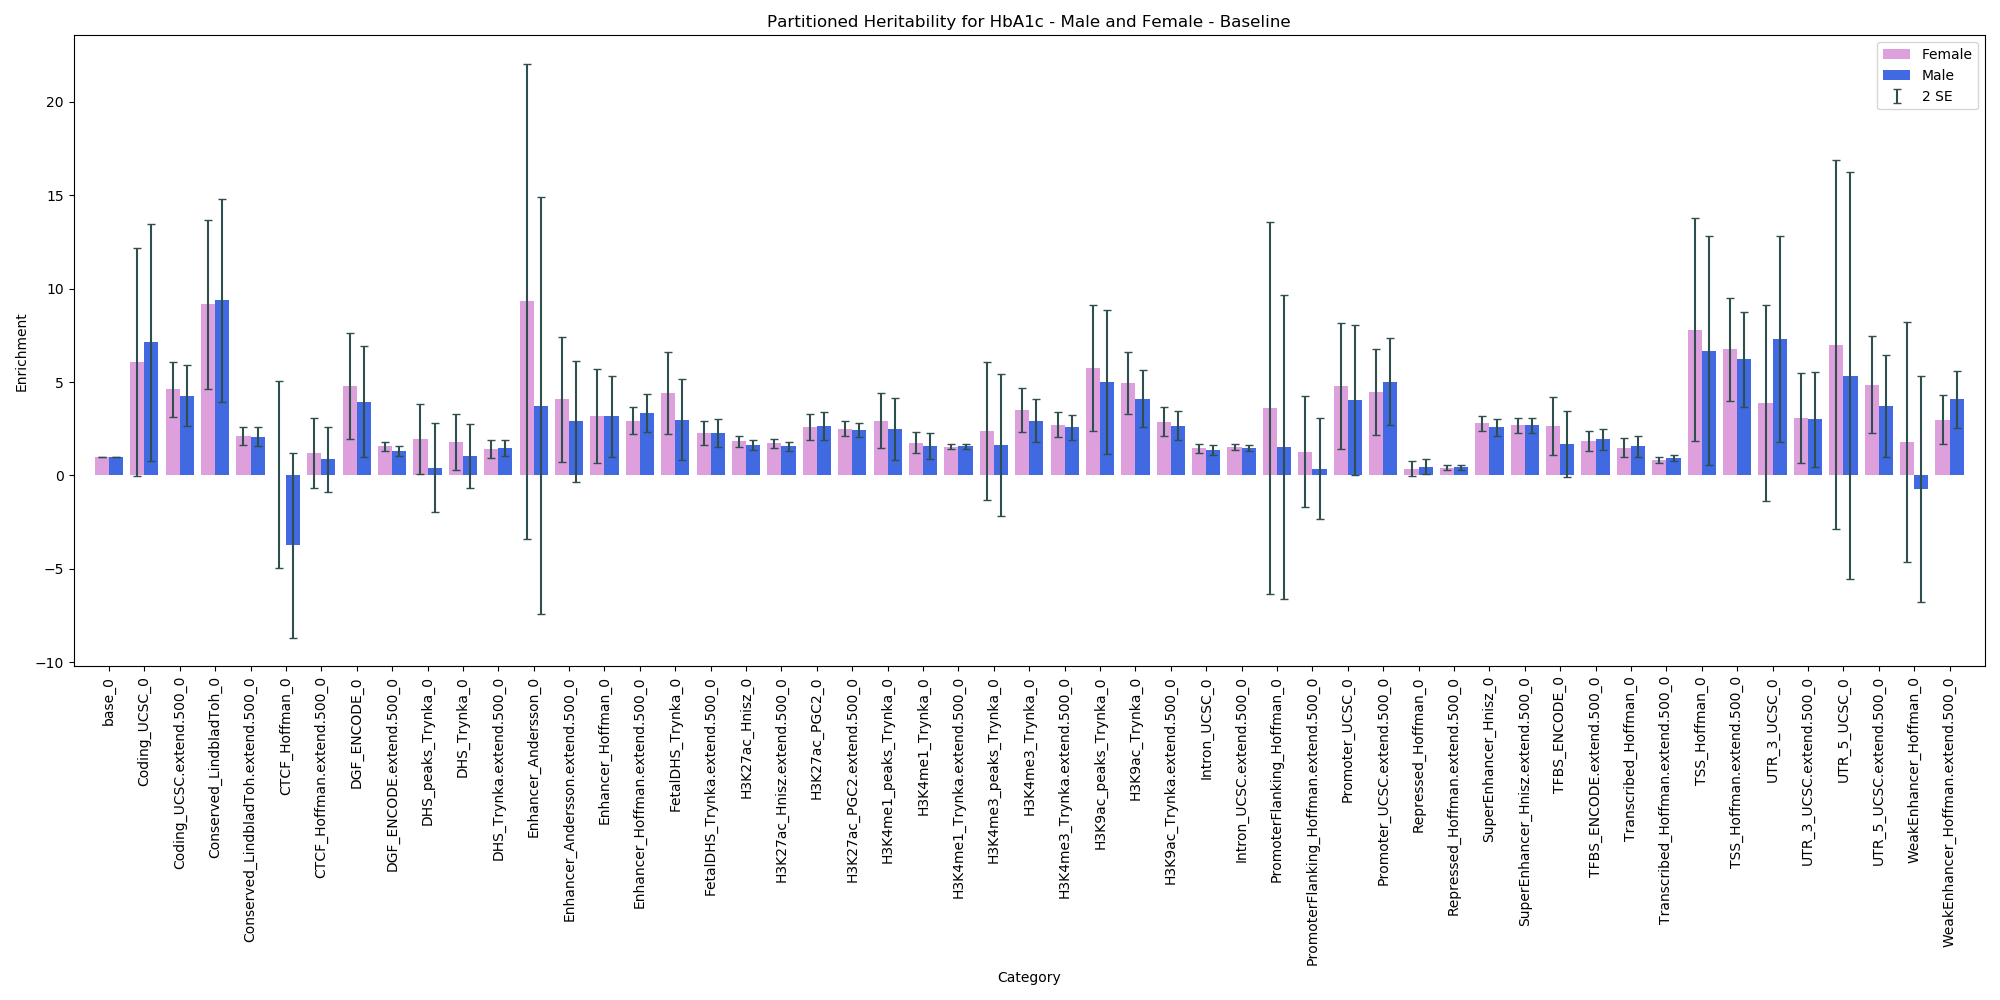 Partitioned Heritability for HbA1c - Male and Female - Baseline
Female
Male
2 SE
Enrichment
20
15
10
5
0
−5
−10
base_0
Coding_UCSC_0
Coding_UCSC.extend.500_0
Conserved_LindbladToh_0
Conserved_LindbladToh.extend.500_0
CTCF_Hoffman_0
CTCF_Hoffman.extend.500_0
DGF_ENCODE_0
DGF_ENCODE.extend.500_0
DHS_peaks_Trynka_0
DHS_Trynka_0
DHS_Trynka.extend.500_0
Enhancer_Andersson_0
Enhancer_Andersson.extend.500_0
Enhancer_Hoffman_0
Enhancer_Hoffman.extend.500_0
FetalDHS_Trynka_0
FetalDHS_Trynka.extend.500_0
H3K27ac_Hnisz_0
H3K27ac_Hnisz.extend.500_0
H3K27ac_PGC2_0
H3K27ac_PGC2.extend.500_0
H3K4me1_peaks_Trynka_0
H3K4me1_Trynka_0
H3K4me1_Trynka.extend.500_0
H3K4me3_peaks_Trynka_0
H3K4me3_Trynka_0
H3K4me3_Trynka.extend.500_0
H3K9ac_peaks_Trynka_0
H3K9ac_Trynka_0
H3K9ac_Trynka.extend.500_0
Intron_UCSC_0
Intron_UCSC.extend.500_0
PromoterFlanking_Hoffman_0
PromoterFlanking_Hoffman.extend.500_0
Promoter_UCSC_0
Promoter_UCSC.extend.500_0
Repressed_Hoffman_0
Repressed_Hoffman.extend.500_0
SuperEnhancer_Hnisz_0
SuperEnhancer_Hnisz.extend.500_0
TFBS_ENCODE_0
TFBS_ENCODE.extend.500_0
Transcribed_Hoffman_0
Transcribed_Hoffman.extend.500_0
TSS_Hoffman_0
TSS_Hoffman.extend.500_0
UTR_3_UCSC_0
UTR_3_UCSC.extend.500_0
UTR_5_UCSC_0
UTR_5_UCSC.extend.500_0
WeakEnhancer_Hoffman_0
WeakEnhancer_Hoffman.extend.500_0
Category